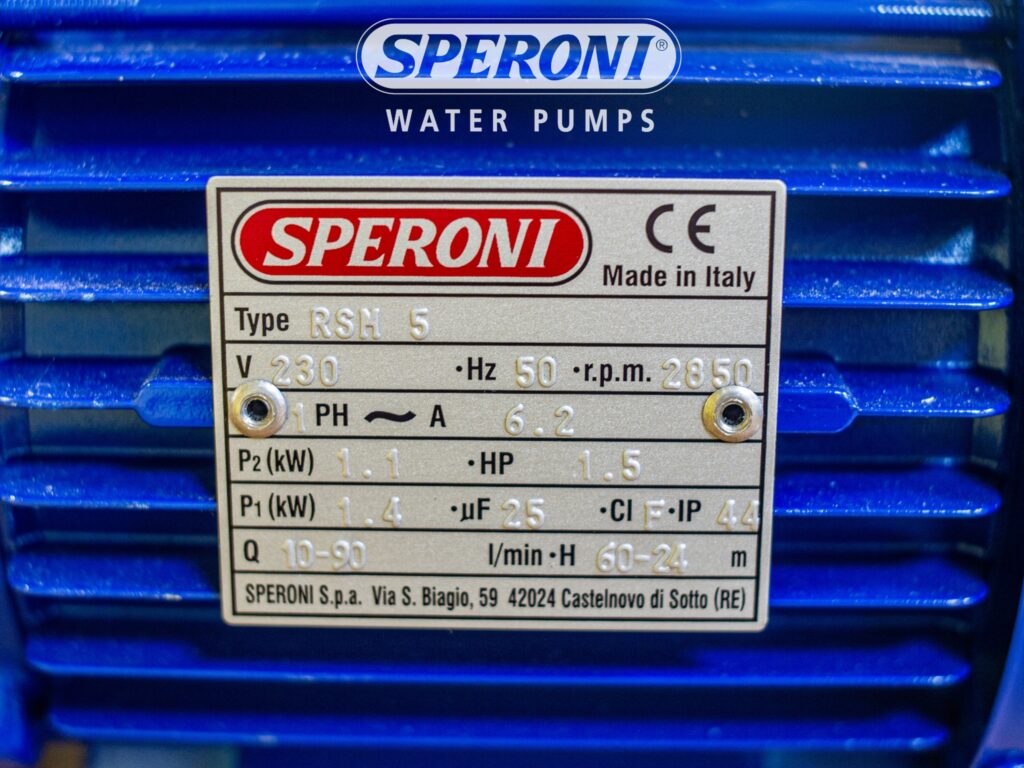 SPERONI®
WATER PUMPS
SPERONI CE
Made in Italy
Type RSM 5
V 230 ·Hz 50 ·r.p.m. 2850
1 PH ~ A 6.2
P2 (kW) 1.1 ·HP 1.5
P1 (kW) 1.4 ·µF 25 ·Cl F ·IP 44
Q 10-90 l/min ·H 60-24 m
SPERONI S.p.a. Via S. Biagio, 59 42024 Castelnovo di Sotto (RE)